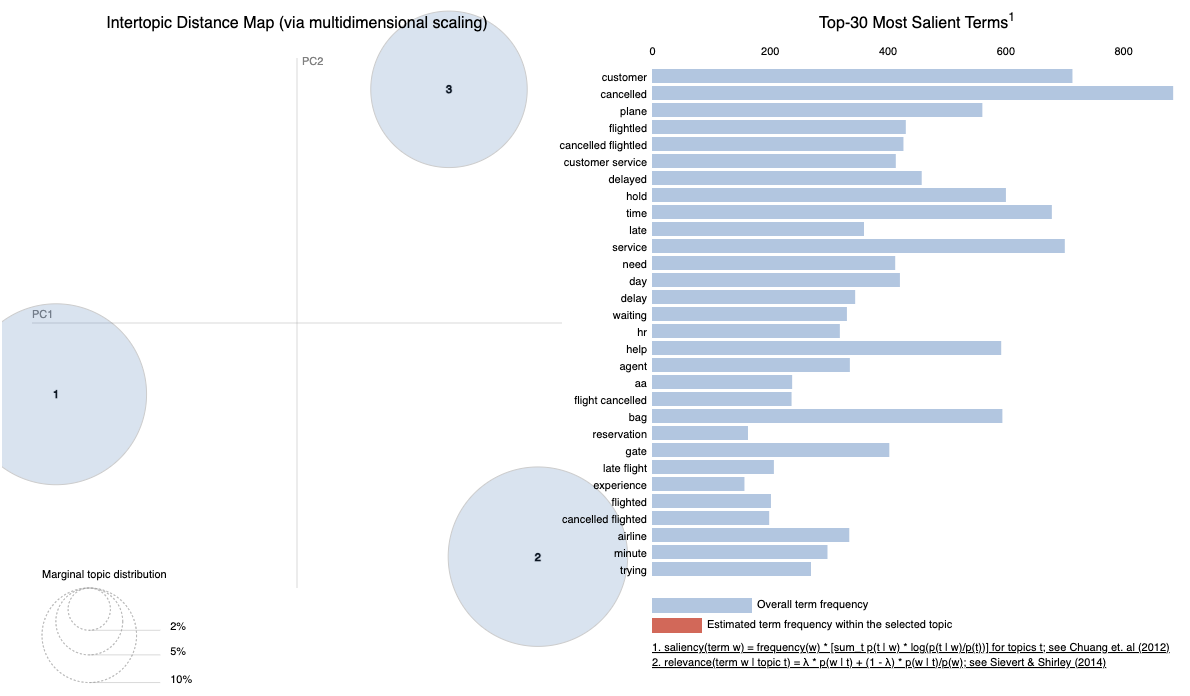 Intertopic Distance Map (via multidimensional scaling)
PC2
3
PC1
1
2
Marginal topic distribution
2%
5%
10%
Top-30 Most Salient Terms1
0 200 400 600 800
customer
cancelled
plane
flightled
cancelled flightled
customer service
delayed
hold
time
late
service
need
day
delay
waiting
hr
help
agent
aa
flight cancelled
bag
reservation
gate
late flight
experience
flighted
cancelled flighted
airline
minute
trying
Overall term frequency
Estimated term frequency within the selected topic
1. saliency(term w) = frequency(w) * [sum_t p(t | w) * log(p(t | w)/p(t))] for topics t; see Chuang et. al (2012)
2. relevance(term w | topic t) = λ * p(w | t) + (1 - λ) * p(w | t)/p(w); see Sievert & Shirley (2014)